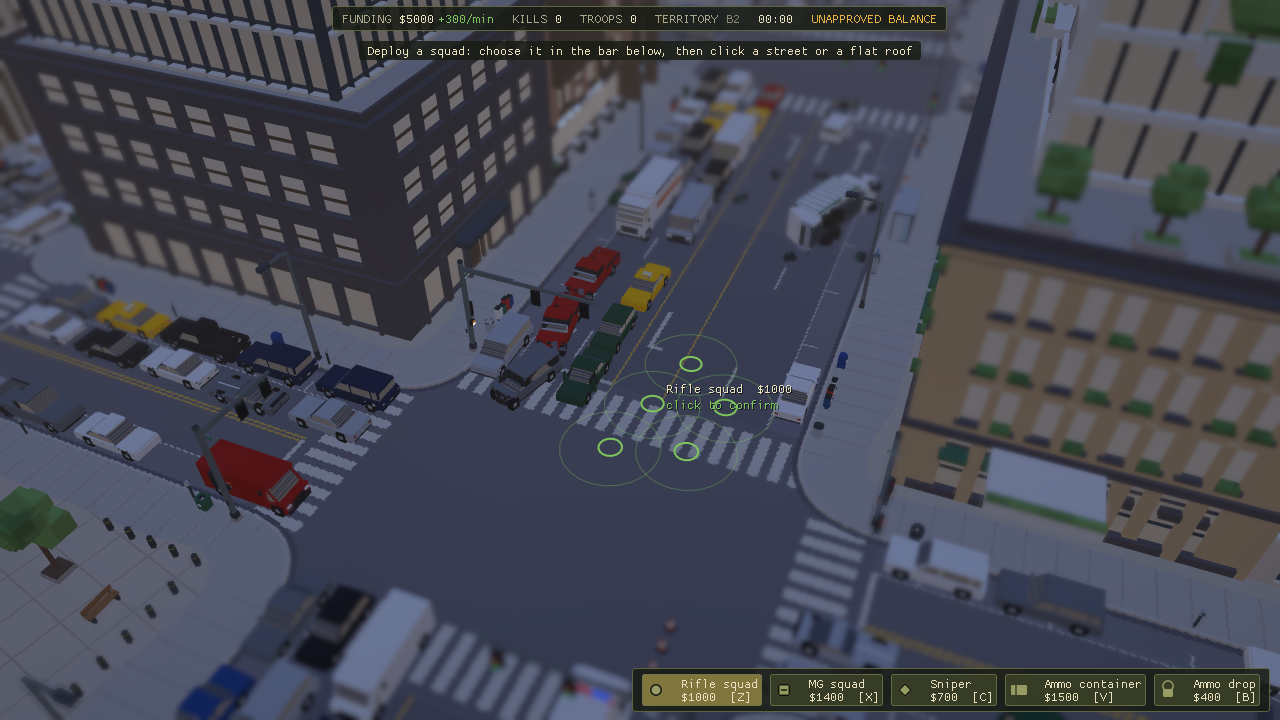 FUNDING $5000 +300/min KILLS 0 TROOPS 0 TERRITORY B2 00:00 UNAPPROVED BALANCE
Deploy a squad: choose it in the bar below, then click a street or a flat roof
Rifle squad $1000
click to confirm
Rifle squad
$1000 [Z]
MG squad
$1400 [X]
Sniper
$700 [C]
Ammo container
$1500 [V]
Ammo drop
$400 [B]